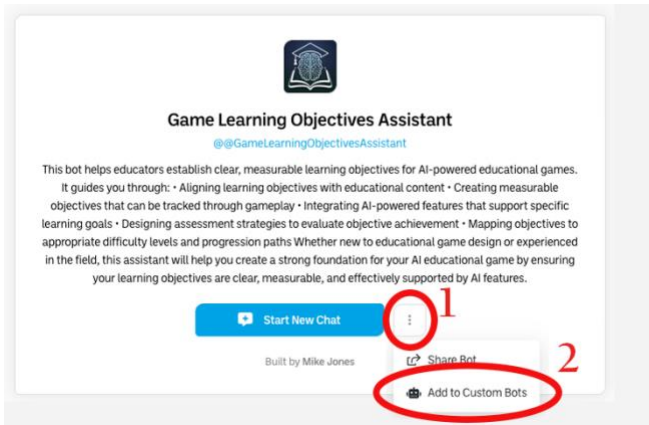 Game Learning Objectives Assistant
@@GameLearningObjectivesAssistant
This bot helps educators establish clear, measurable learning objectives for AI-powered educational games.
It guides you through: • Aligning learning objectives with educational content • Creating measurable
objectives that can be tracked through gameplay • Integrating AI-powered features that support specific
learning goals • Designing assessment strategies to evaluate objective achievement • Mapping objectives to
appropriate difficulty levels and progression paths Whether new to educational game design or experienced
in the field, this assistant will help you create a strong foundation for your AI educational game by ensuring
your learning objectives are clear, measurable, and effectively supported by AI features.
Start New Chat
1
Built by Mike Jones
Share Bot
2
Add to Custom Bots